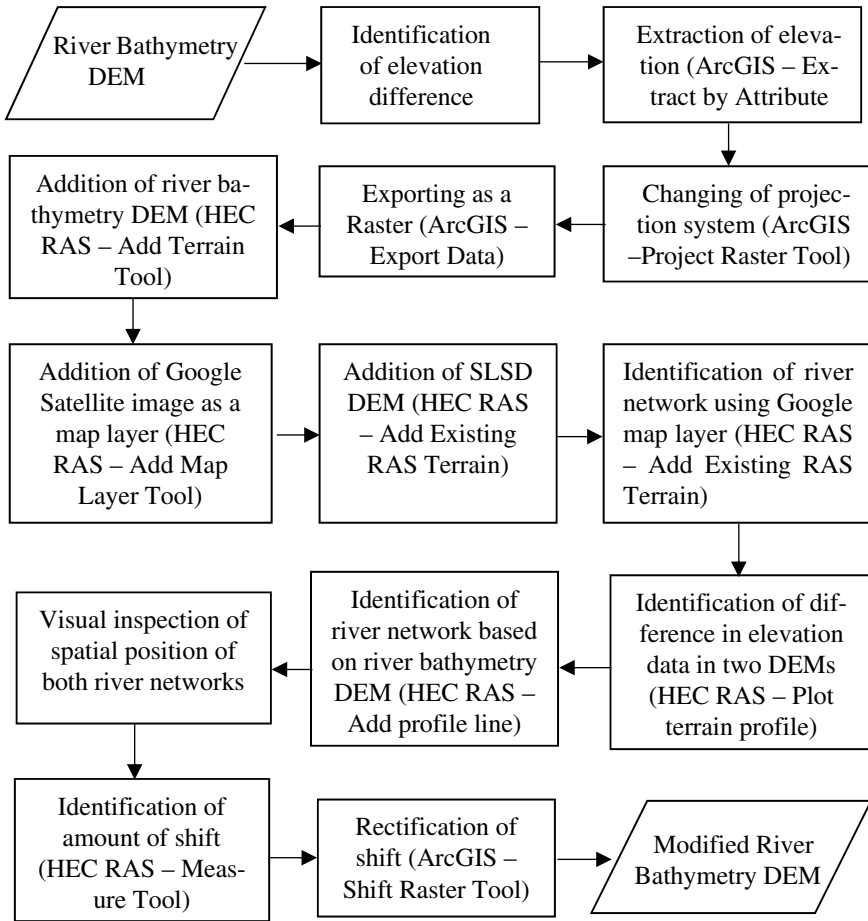 River Bathymetry
DEM
Identification
of elevation
difference
Extraction of eleva-
tion (ArcGIS – Ex-
tract by Attribute
Changing of projec-
tion system (ArcGIS
–Project Raster Tool)
Exporting as a
Raster (ArcGIS –
Export Data)
Addition of river ba-
thymetry DEM (HEC
RAS – Add Terrain
Tool)
Addition of Google
Satellite image as a
map layer (HEC
RAS – Add Map
Layer Tool)
Addition of SLSD
DEM (HEC RAS
– Add Existing
RAS Terrain)
Identification of river
network using Google
map layer (HEC RAS
– Add Existing RAS
Terrain)
Identification of dif-
ference in elevation
data in two DEMs
(HEC RAS – Plot
terrain profile)
Identification of
river network based
on river bathymetry
DEM (HEC RAS –
Add profile line)
Visual inspection of
spatial position of
both river networks
Identification of
amount of shift
(HEC RAS – Meas-
ure Tool)
Rectification of
shift (ArcGIS –
Shift Raster Tool)
Modified River
Bathymetry DEM